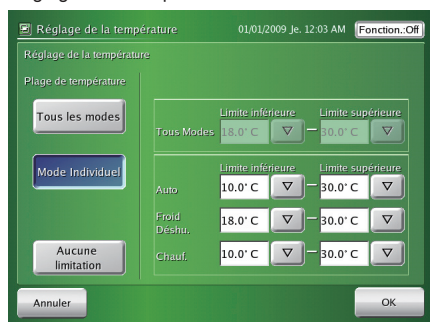 Réglage de la température 01/01/2009 Je. 12:03 AM Fonction.:Off
Réglage de la température
Plage de température
Tous les modes
Limite inférieure Limite supérieure
Tous Modes 18.0°C – 30.0°C
Mode Individuel
Limite inférieure Limite supérieure
Auto 10.0°C – 30.0°C
Froid
Déshu. 18.0°C – 30.0°C
Aucune
limitation
Chauf. 10.0°C – 30.0°C
Annuler OK